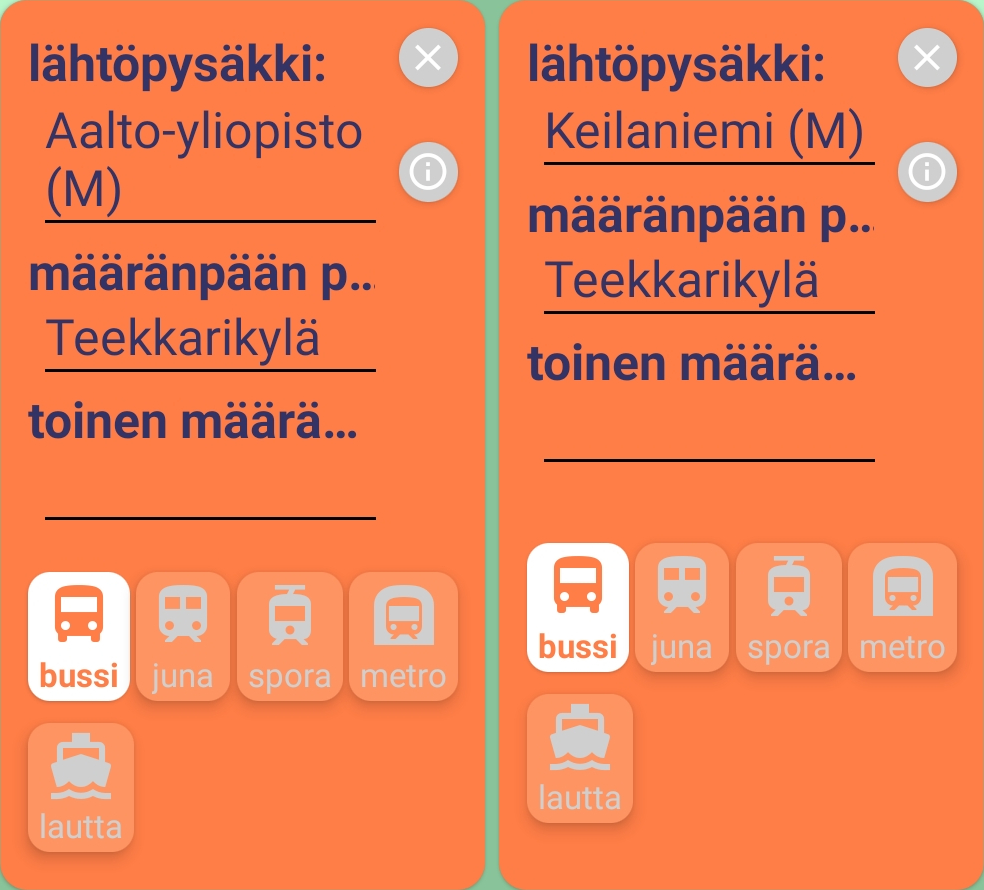 lähtöpysäkki:
Aalto-yliopisto
(M)
määränpään p…
Teekkarikylä
toinen määrä…
bussi
juna
spora
metro
lautta
lähtöpysäkki:
Keilaniemi (M)
määränpään p…
Teekkarikylä
toinen määrä…
bussi
juna
spora
metro
lautta